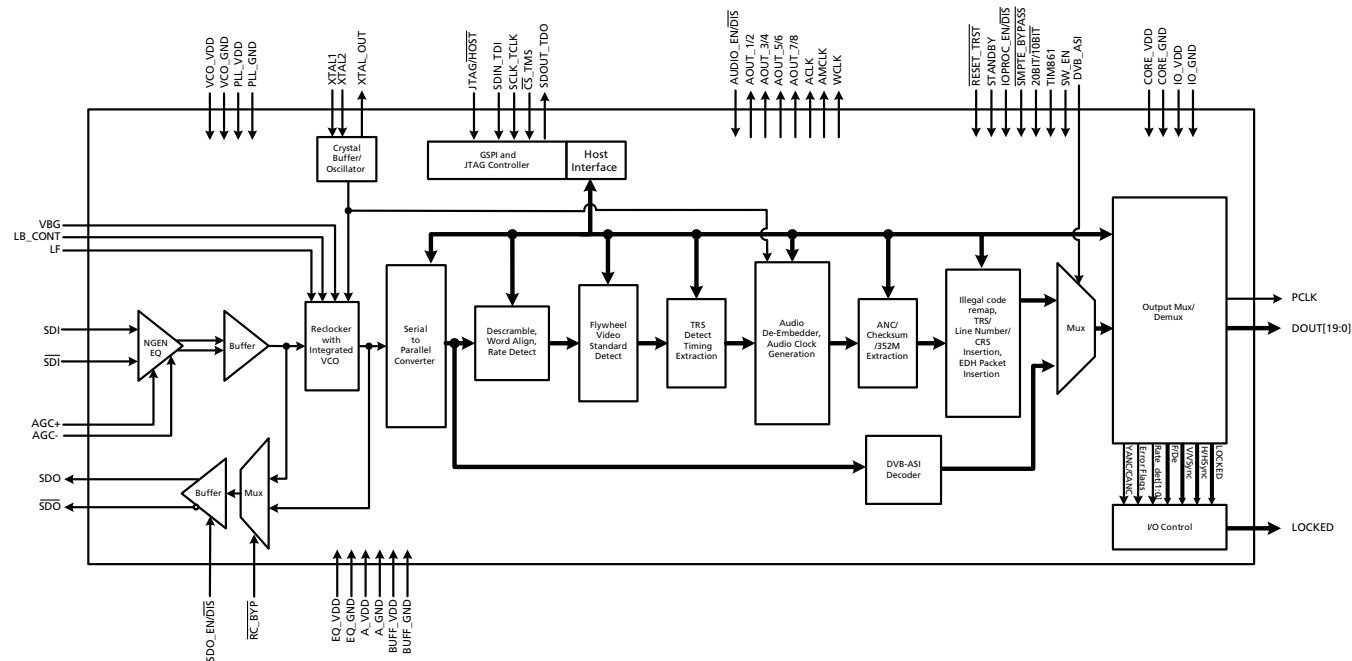 VCO_VDD
VCO_GND
PLL_VDD
PLL_GND
XTAL1
XTAL2
XTAL_OUT
JTAG/HOST
SDIN_TDI
SCLK_TCLK
CS_TMS
SDOUT_TDO
AUDIO_EN/DIS
AOUT_1/2
AOUT_3/4
AOUT_5/6
AOUT_7/8
ACLK
AMCLK
WCLK
RESET_TRST
STANDBY
IOPROC_EN/DIS
SMPTE_BYPASS
20BIT/10BIT
TIM861
SW_EN
DVB_ASI
CORE_VDD
CORE_GND
IO_VDD
IO_GND
Crystal
Buffer/
Oscillator
GSPI and
JTAG Controller
Host
Interface
VBG
LB_CONT
LF
SDI
SDI
NGEN
EQ
Buffer
Reclocker
with
Integrated
VCO
Serial
to
Parallel
Converter
Descramble,
Word Align,
Rate Detect
Flywheel
Video
Standard
Detect
TRS
Detect
Timing
Extraction
Audio
De-Embedder,
Audio Clock
Generation
ANC/
Checksum
/352M
Extraction
Illegal code
remap,
TRS/
Line Number/
CRS
Insertion,
EDH Packet
Insertion
Mux
Output Mux/
Demux
PCLK
DOUT[19:0]
AGC+
AGC-
SDO
SDO
Buffer
Mux
DVB-ASI
Decoder
YANC/CANC
Error Flags
Rate_det[1:0]
F/De
V/VSync
H/HSync
LOCKED
I/O Control
LOCKED
SDO_EN/DIS
RC_BYP
EQ_VDD
EQ_GND
A_VDD
A_GND
BUFF_VDD
BUFF_GND